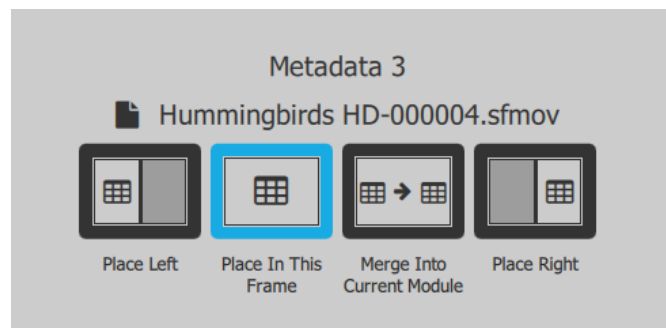 Metadata 3
Hummingbirds HD-000004.sfmov
Place Left
Place In This
Frame
Merge Into
Current Module
Place Right